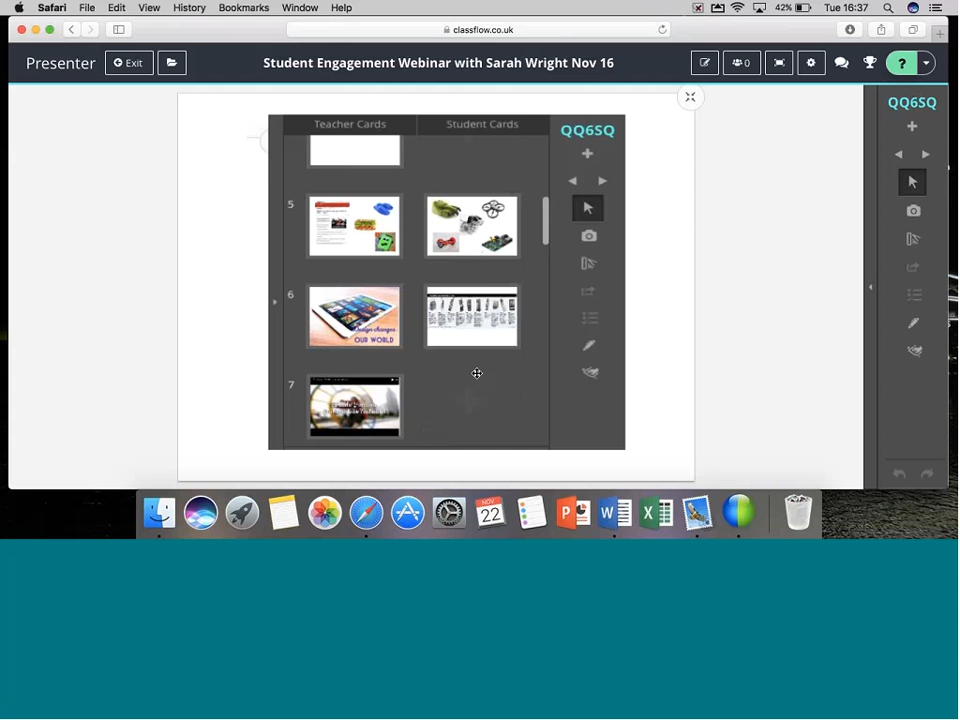 Safari File Edit View History Bookmarks Window Help 42% Tue 16:37
classflow.co.uk
Presenter Exit Student Engagement Webinar with Sarah Wright Nov 16 0 ?
QQ6SQ
Teacher Cards Student Cards QQ6SQ
5
6
Design changes
OUR WORLD
7
NOV
22
P W X